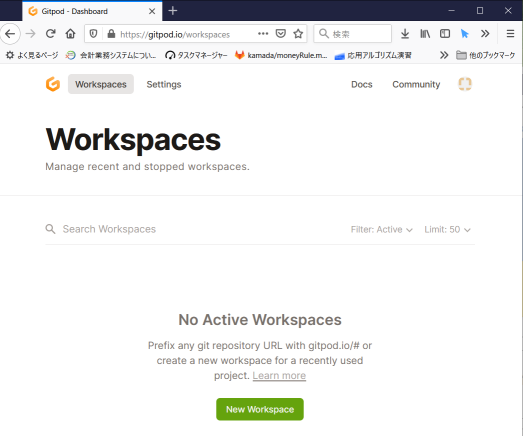 Gitpod - Dashboard
https://gitpod.io/workspaces
検索
よく見るページ 会計業務システムについ... タスクマネージャー kamada/moneyRule.m... 応用アルゴリズム演習 他のブックマーク
Workspaces Settings Docs Community
Workspaces
Manage recent and stopped workspaces.
Search Workspaces Filter: Active Limit: 50
No Active Workspaces
Prefix any git repository URL with gitpod.io/# or
create a new workspace for a recently used
project. Learn more
New Workspace